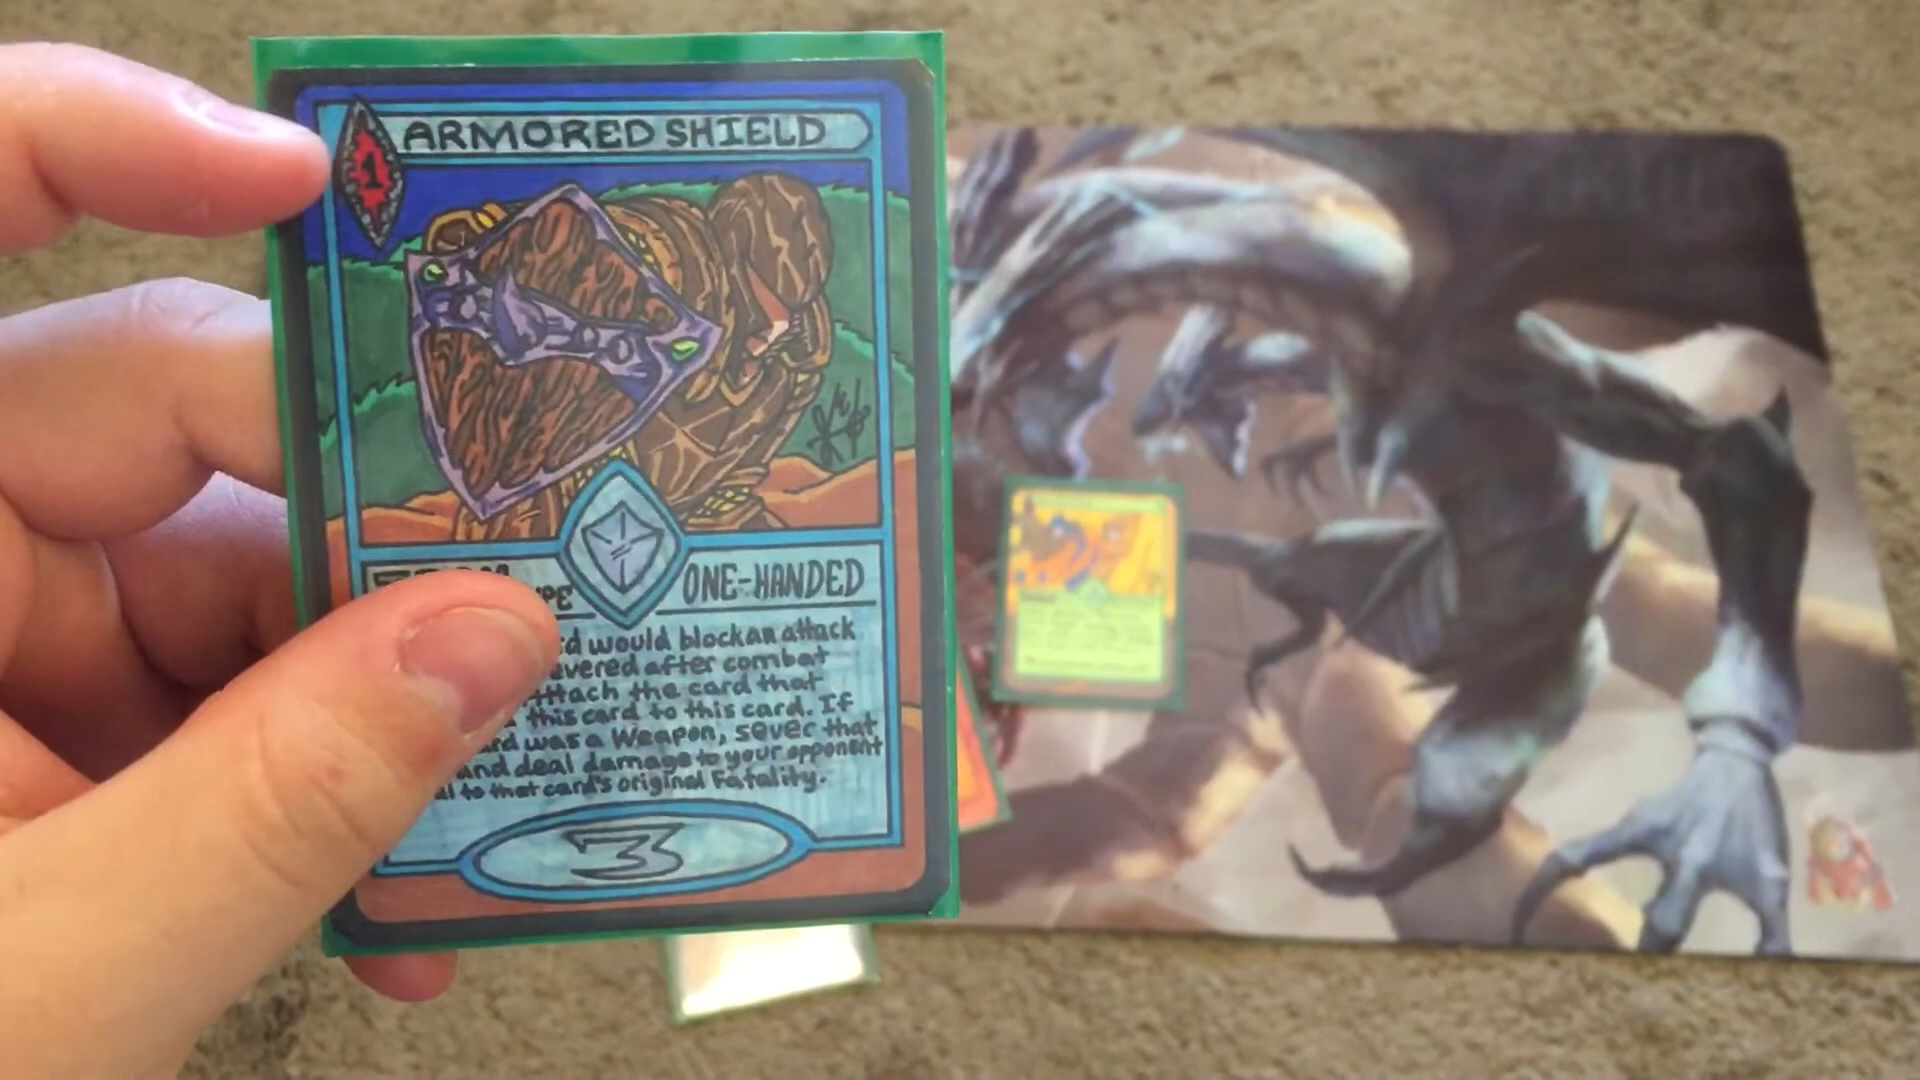 1
ARMORED SHIELD
ONE-HANDED
would block an attack
after combat
attach the card that
this card to this card. If
was a Weapon, sever that
and deal damage to your opponent
to that card's original Fatality.
3